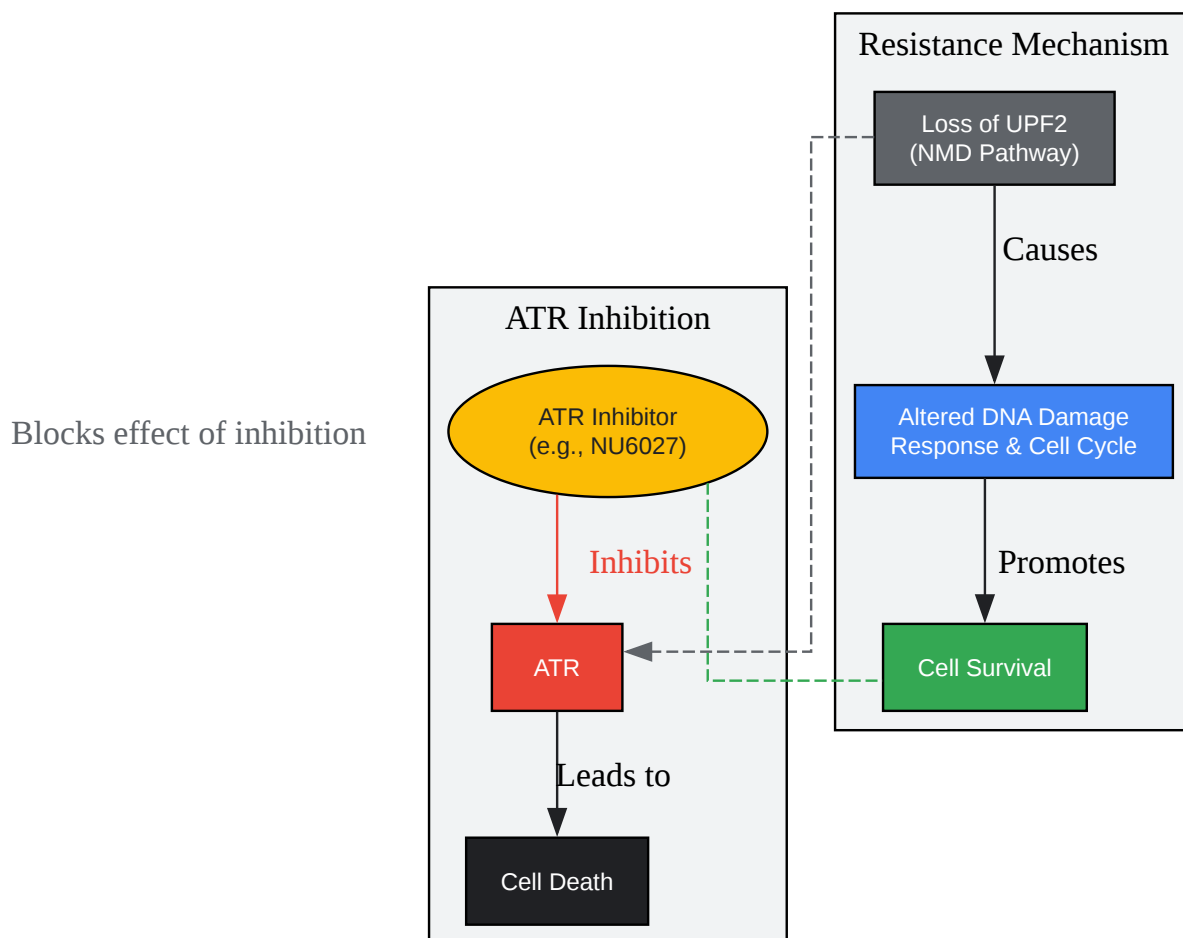 Resistance Mechanism
Loss of UPF2
(NMD Pathway)
Causes
ATR Inhibition
Blocks effect of inhibition
ATR Inhibitor
(e.g., NU6027)
Altered DNA Damage
Response & Cell Cycle
Inhibits
Promotes
ATR
Cell Survival
Leads to
Cell Death